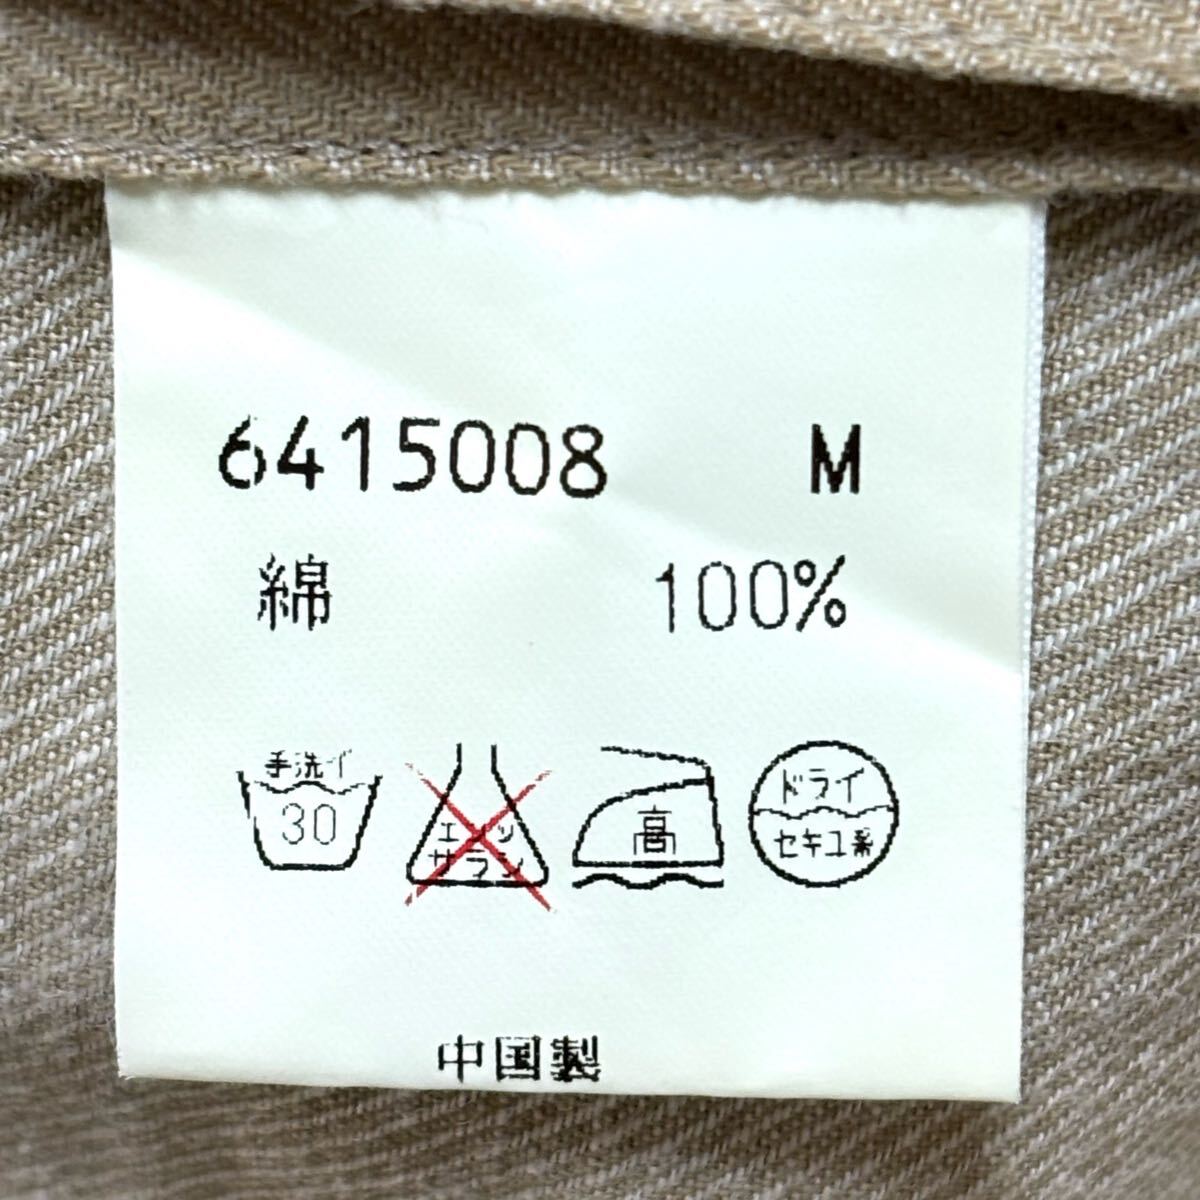 6415008 M
綿 100%
手洗イ
30
エンソ
サラシ
高
ドライ
セキユ系
中国製